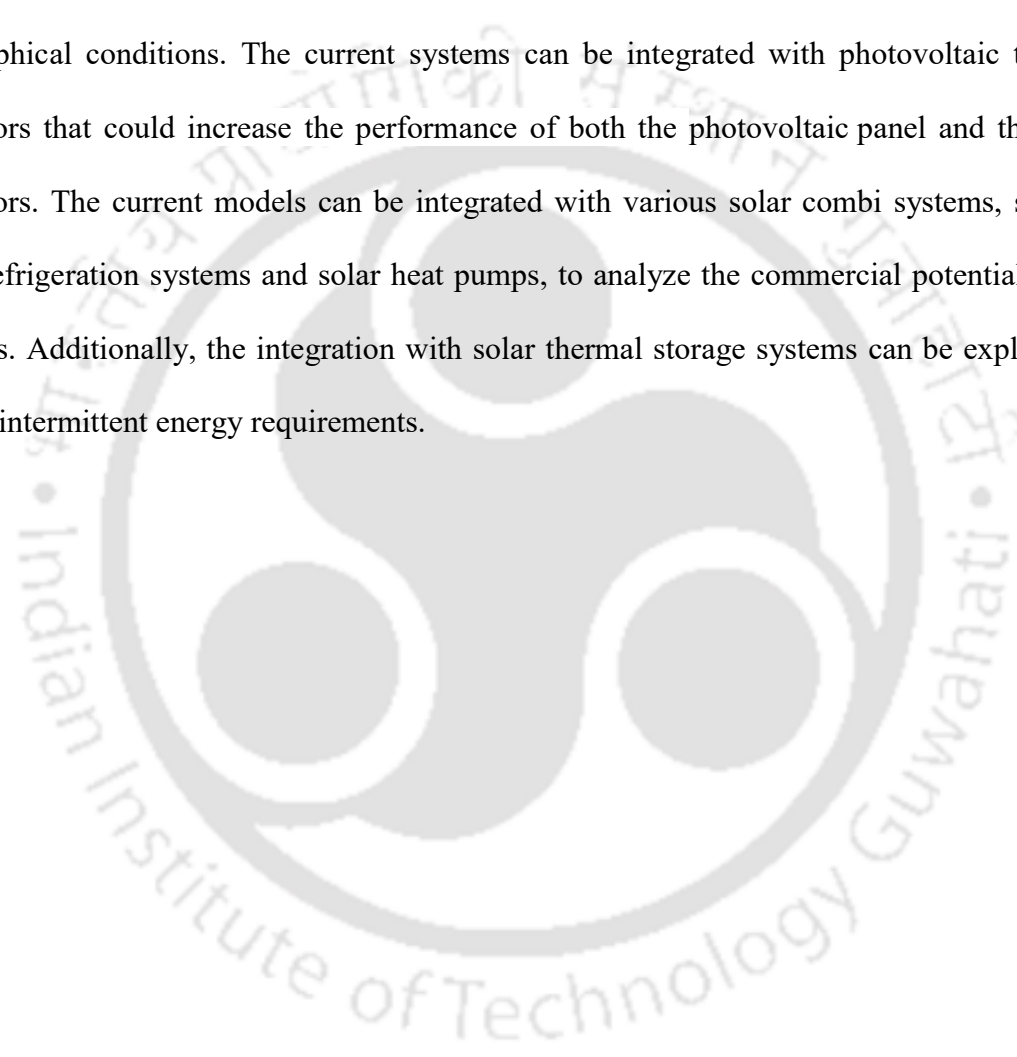 phical conditions. The current systems can be integrated with photovoltaic t
ors that could increase the performance of both the photovoltaic panel and th
ors. The current models can be integrated with various solar combi systems, s
efrigeration systems and solar heat pumps, to analyze the commercial potential
s. Additionally, the integration with solar thermal storage systems can be expl
intermittent energy requirements.
Indian Institute of Technology Guwahati